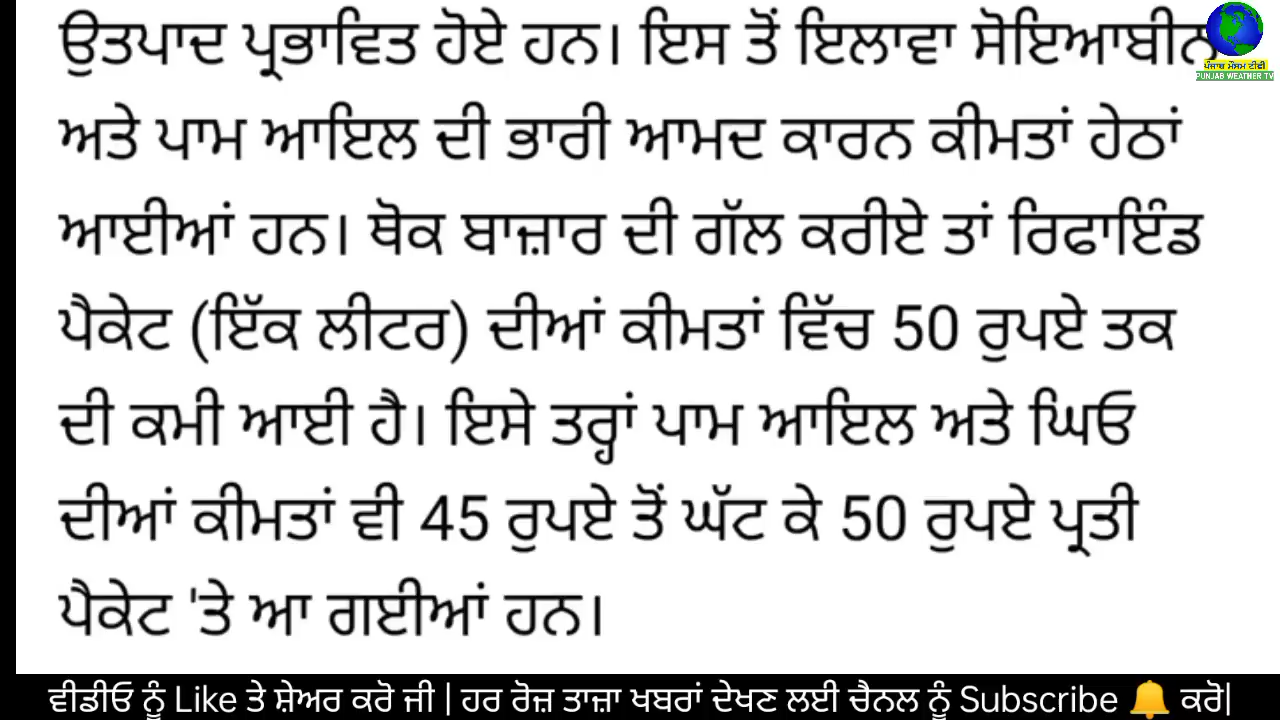 ਉਤਪਾਦ ਪ੍ਰਭਾਵਿਤ ਹੋਏ ਹਨ। ਇਸ ਤੋਂ ਇਲਾਵਾ ਸੋਇਆਬੀਨ
ਅਤੇ ਪਾਮ ਆਇਲ ਦੀ ਭਾਰੀ ਆਮਦ ਕਾਰਨ ਕੀਮਤਾਂ ਹੇਠਾਂ
ਆਈਆਂ ਹਨ। ਥੋਕ ਬਾਜ਼ਾਰ ਦੀ ਗੱਲ ਕਰੀਏ ਤਾਂ ਰਿਫਾਇੰਡ
ਪੈਕੇਟ (ਇੱਕ ਲੀਟਰ) ਦੀਆਂ ਕੀਮਤਾਂ ਵਿੱਚ 50 ਰੁਪਏ ਤਕ
ਦੀ ਕਮੀ ਆਈ ਹੈ। ਇਸੇ ਤਰ੍ਹਾਂ ਪਾਮ ਆਇਲ ਅਤੇ ਘਿਓ
ਦੀਆਂ ਕੀਮਤਾਂ ਵੀ 45 ਰੁਪਏ ਤੋਂ ਘੱਟ ਕੇ 50 ਰੁਪਏ ਪ੍ਰਤੀ
ਪੈਕੇਟ 'ਤੇ ਆ ਗਈਆਂ ਹਨ।
ਪੰਜਾਬ ਮੌਸਮ ਟੀਵੀ
PUNJAB WEATHER TV
ਵੀਡੀਓ ਨੂੰ Like ਤੇ ਸ਼ੇਅਰ ਕਰੋ ਜੀ | ਹਰ ਰੋਜ਼ ਤਾਜ਼ਾ ਖਬਰਾਂ ਦੇਖਣ ਲਈ ਚੈਨਲ ਨੂੰ Subscribe 🔔 ਕਰੋ|